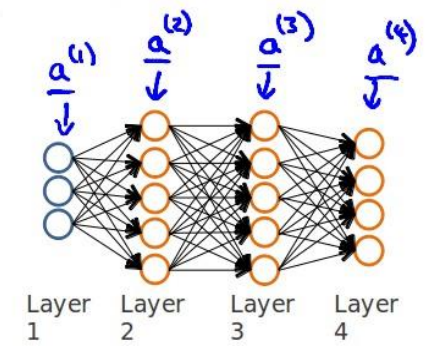 a^(1) a^(2) a^(3) a^(4)
Layer Layer Layer Layer
1 2 3 4